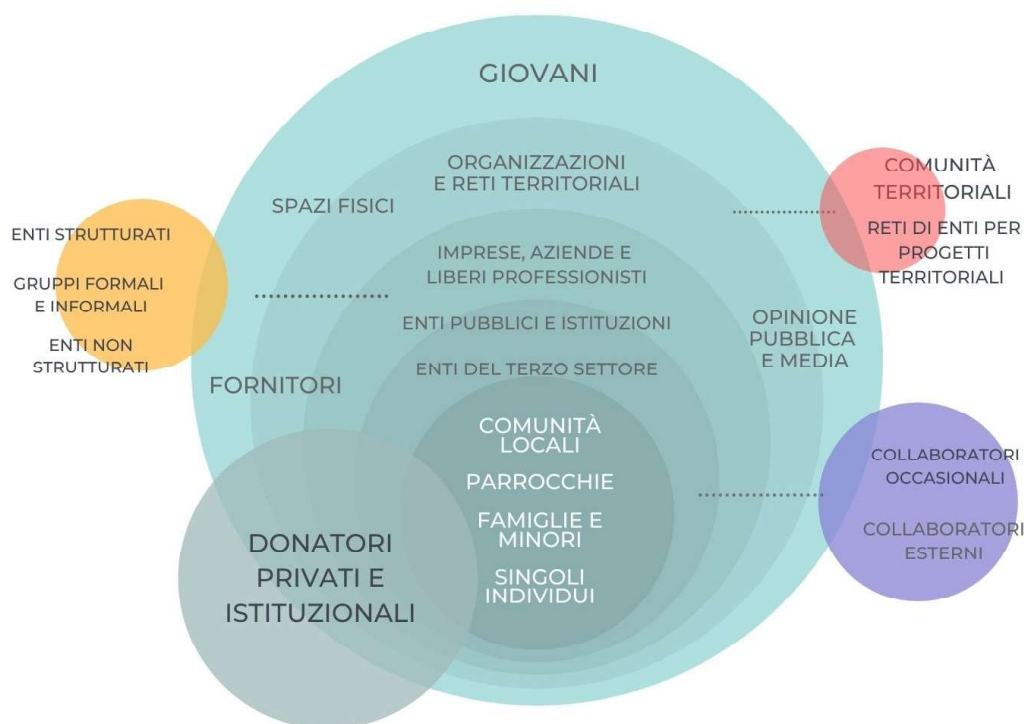 GIOVANI
ORGANIZZAZIONI
E RETI TERRITORIALI
SPAZI FISICI
IMPRESE, AZIENDE E
LIBERI PROFESSIONISTI
ENTI PUBBLICI E ISTITUZIONI
ENTI DEL TERZO SETTORE
FORNITORI
OPINIONE
PUBBLICA
E MEDIA
COMUNITÀ
LOCALI
PARROCCHIE
FAMIGLIE E
MINORI
SINGOLI
INDIVIDUI
DONATORI
PRIVATI E
ISTITUZIONALI
ENTI STRUTTURATI
GRUPPI FORMALI
E INFORMALI
ENTI NON
STRUTTURATI
COMUNITÀ
TERRITORIALI
RETI DI ENTI PER
PROGETTI
TERRITORIALI
COLLABORATORI
OCCASIONALI
COLLABORATORI
ESTERNI